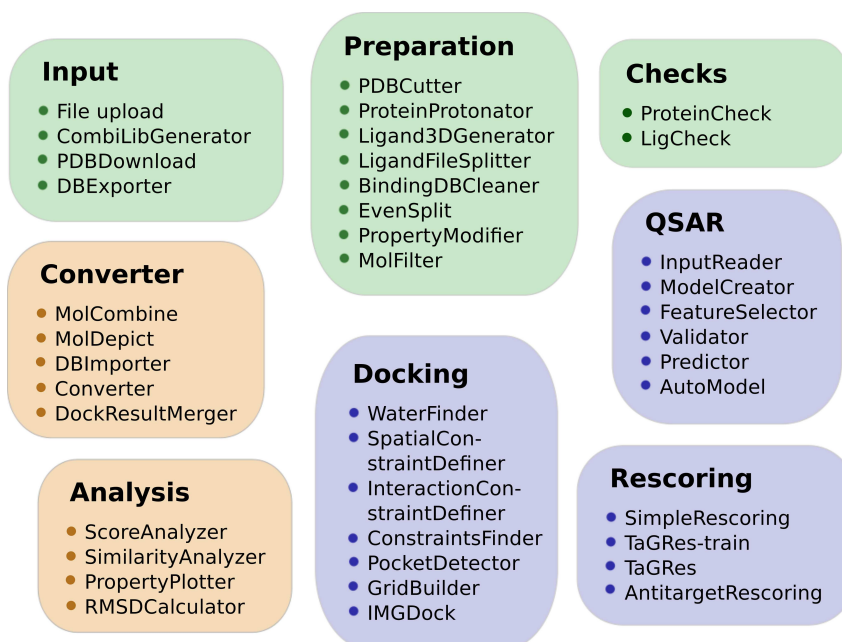 Input
File upload
CombiLibGenerator
PDBDownload
DBExporter
Preparation
PDBCutter
ProteinProtonator
Ligand3DGenerator
LigandFileSplitter
BindingDBCleaner
EvenSplit
PropertyModifier
MolFilter
Checks
ProteinCheck
LigCheck
Converter
MolCombine
MolDepict
DBImporter
Converter
DockResultMerger
QSAR
InputReader
ModelCreator
FeatureSelector
Validator
Predictor
AutoModel
Docking
WaterFinder
SpatialCon-
straintDefiner
InteractionCon-
straintDefiner
ConstraintsFinder
PocketDetector
GridBuilder
IMGDock
Analysis
ScoreAnalyzer
SimilarityAnalyzer
PropertyPlotter
RMSDCalculator
Rescoring
SimpleRescoring
TaGRes-train
TaGRes
AntitargetRescoring